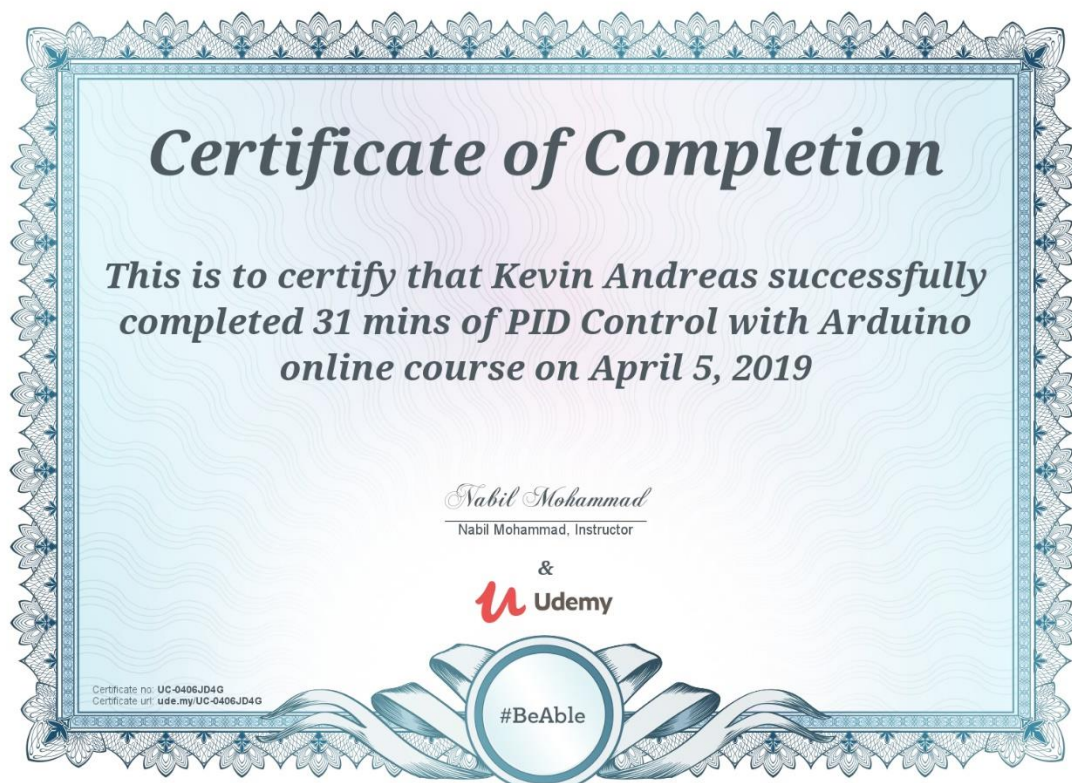 Certificate of Completion
This is to certify that Kevin Andreas successfully
completed 31 mins of PID Control with Arduino
online course on April 5, 2019
Nabil Mohammad
Nabil Mohammad, Instructor
&
Udemy
Certificate no: UC-0406JD4G
Certificate url: ude.my/UC-0406JD4G
#BeAble